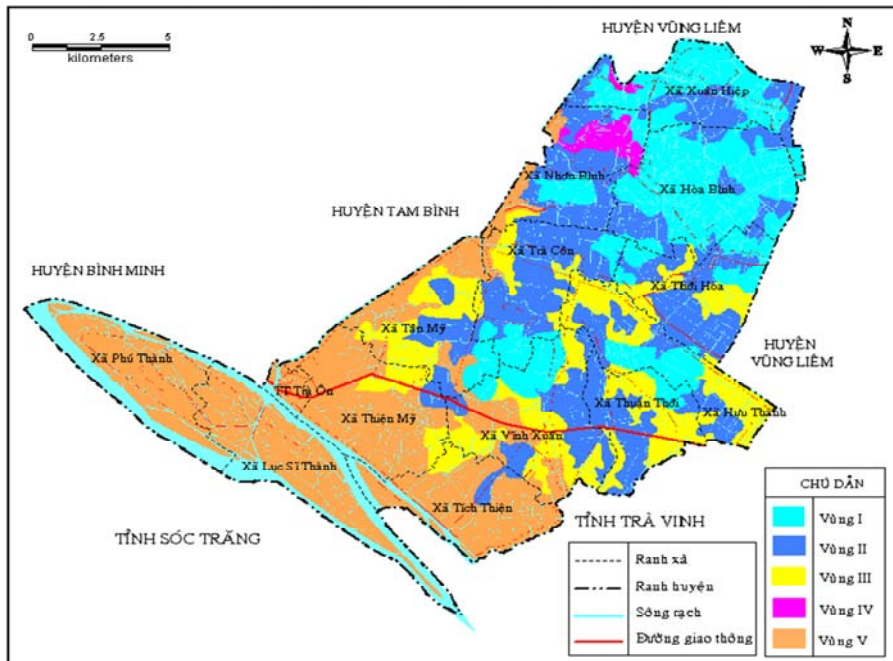 HUYỆN VŨNG LIÊM
N
W E
S
0 2.5 5
kilometers
Xã Xuân Hiệp
Xã Nhơn Bình
Xã Hòa Bình
HUYỆN TAM BÌNH
Xã Trà Côn
HUYỆN BÌNH MINH
Xã Thới Hòa
Xã Tân Mỹ
HUYỆN
VŨNG LIÊM
Xã Phú Thành
TT Trà Ôn
Xã Thiện Mỹ
Xã Thuận Thới
Xã Hựu Thành
Xã Vĩnh Xuân
Xã Lục Sĩ Thành
Xã Tích Thiện
TỈNH TRÀ VINH
TỈNH SÓC TRĂNG
Ranh xã
Ranh huyện
Sông rạch
Đường giao thông
CHÚ DẪN
Vùng I
Vùng II
Vùng III
Vùng IV
Vùng V